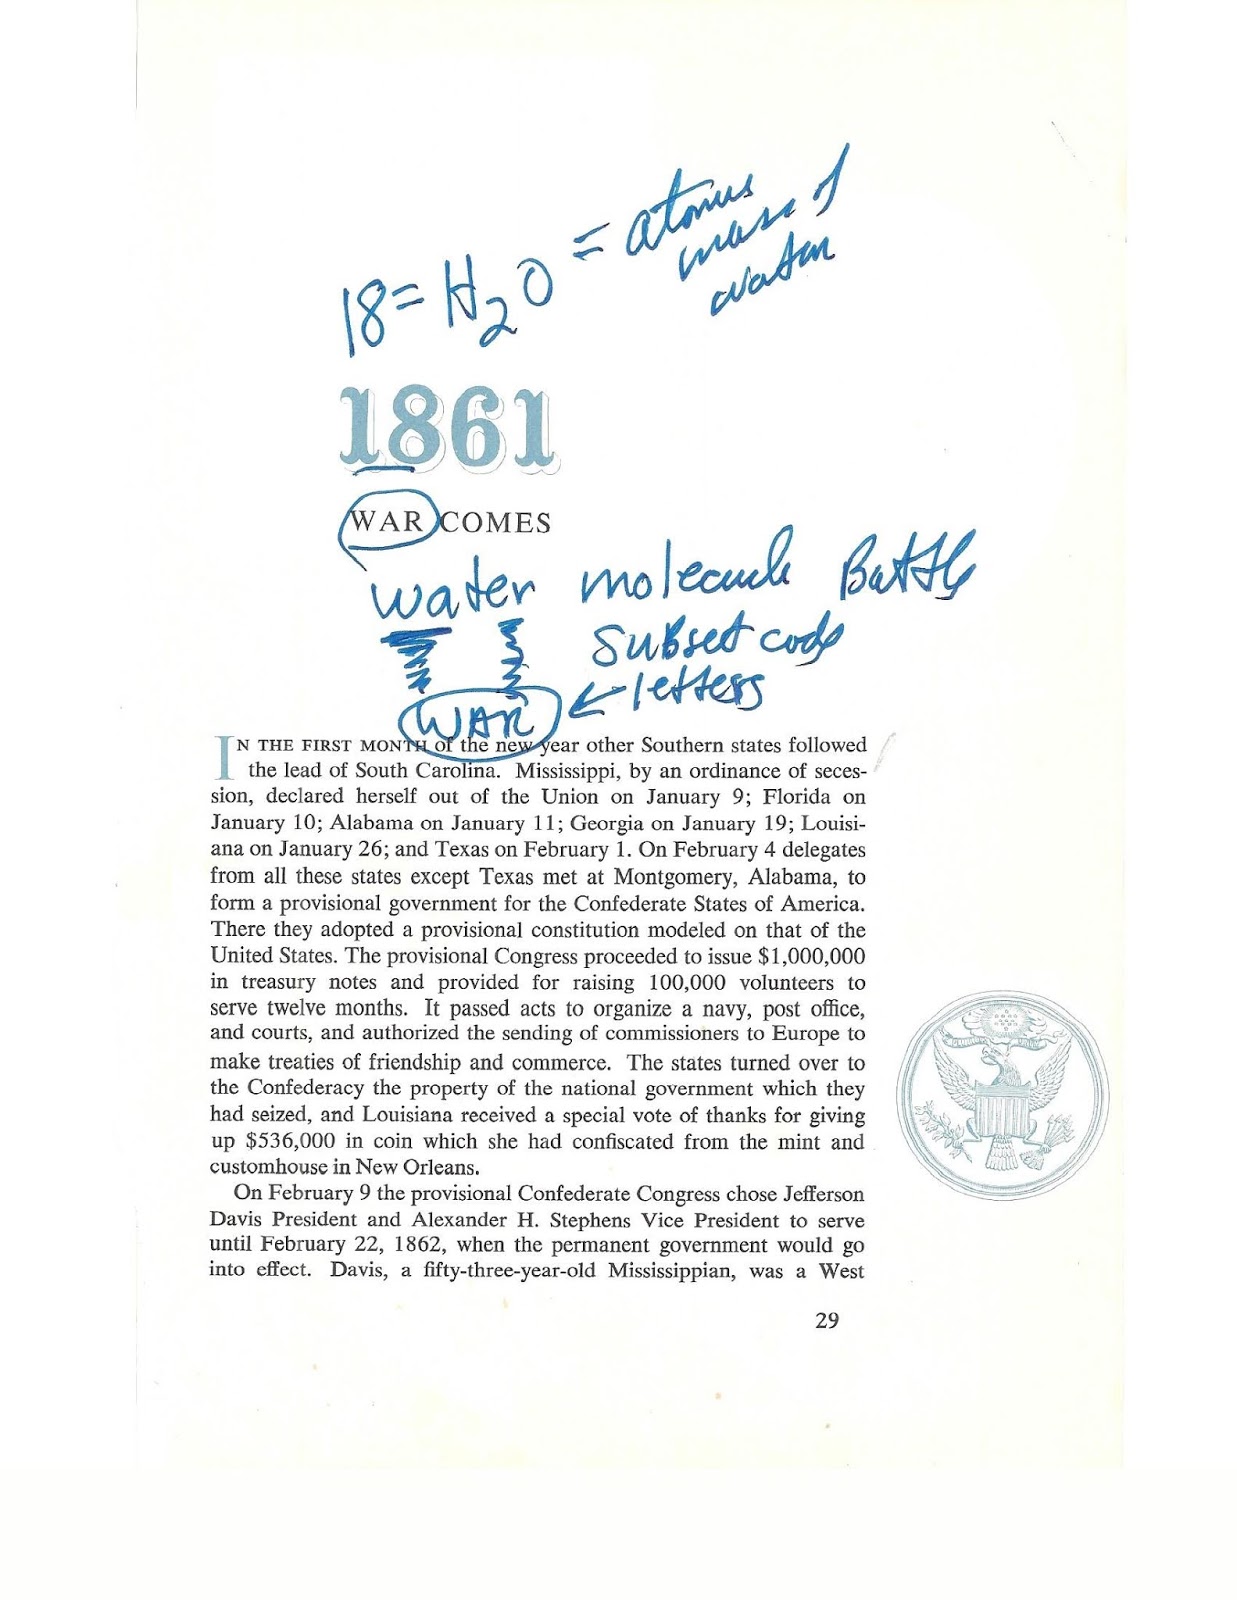 18 = H2O = atomus
mass of
water
1861
WAR COMES
water molecule Battle
subset code
letters
WAR
IN THE FIRST MONTH of the new year other Southern states followed
the lead of South Carolina. Mississippi, by an ordinance of seces-
sion, declared herself out of the Union on January 9; Florida on
January 10; Alabama on January 11; Georgia on January 19; Louisi-
ana on January 26; and Texas on February 1. On February 4 delegates
from all these states except Texas met at Montgomery, Alabama, to
form a provisional government for the Confederate States of America.
There they adopted a provisional constitution modeled on that of the
United States. The provisional Congress proceeded to issue $1,000,000
in treasury notes and provided for raising 100,000 volunteers to
serve twelve months. It passed acts to organize a navy, post office,
and courts, and authorized the sending of commissioners to Europe to
make treaties of friendship and commerce. The states turned over to
the Confederacy the property of the national government which they
had seized, and Louisiana received a special vote of thanks for giving
up $536,000 in coin which she had confiscated from the mint and
customhouse in New Orleans.
On February 9 the provisional Confederate Congress chose Jefferson
Davis President and Alexander H. Stephens Vice President to serve
until February 22, 1862, when the permanent government would go
into effect. Davis, a fifty-three-year-old Mississippian, was a West
29